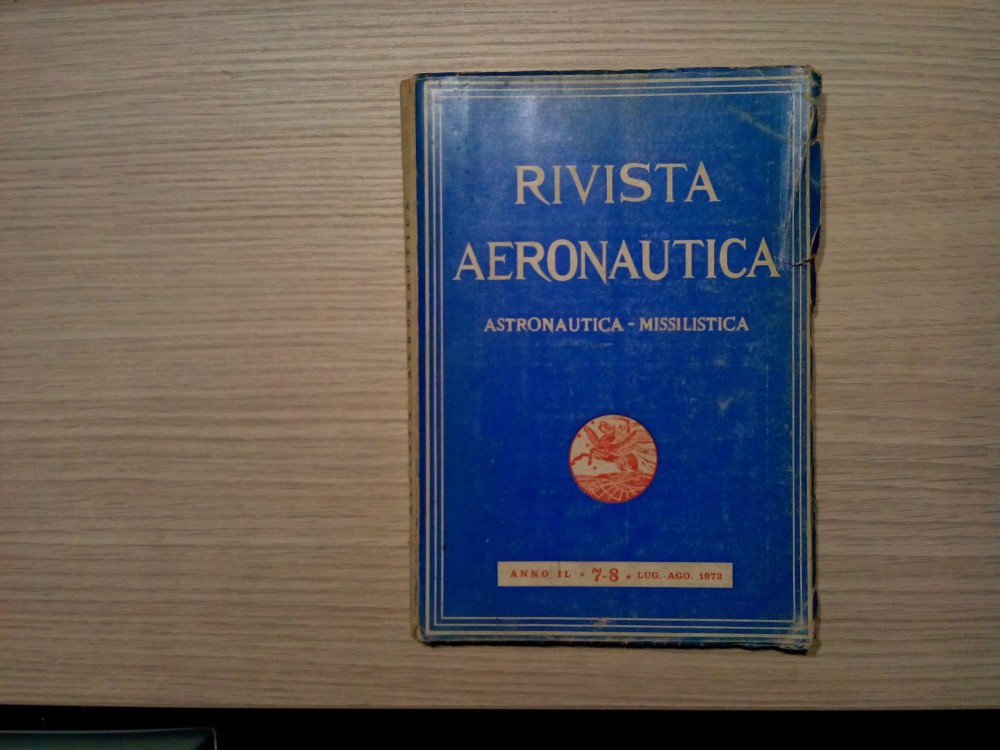 RIVISTA
AERONAUTICA
ASTRONAUTICA - MISSILISTICA
ANNO IL * 7-8 * LUG.-AGO. 1973